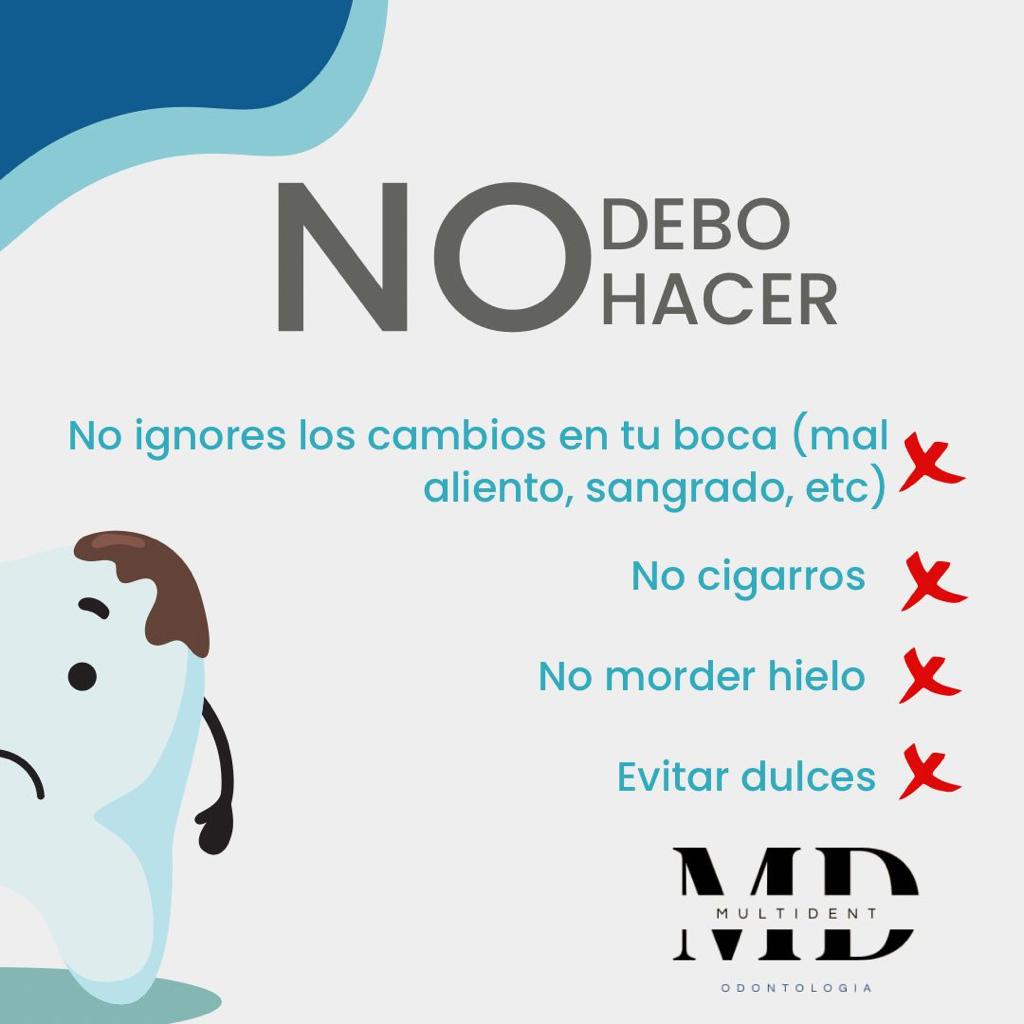 NO DEBO
HACER
No ignores los cambios en tu boca (mal
aliento, sangrado, etc)
No cigarros
No morder hielo
Evitar dulces
MD
MULTIDENT
ODONTOLOGIA